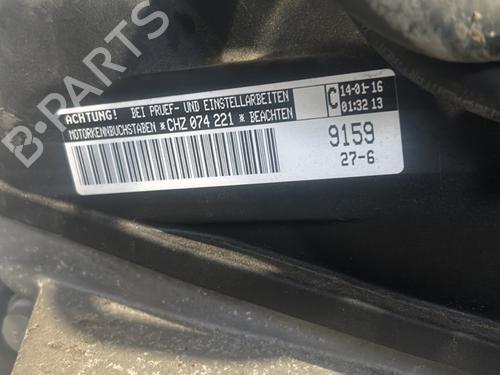 B-PARTS
ACHTUNG! BEI PRUEF- UND EINSTELLARBEITEN
MOTORKENNBUCHSTABEN *CHZ 074 221* BEACHTEN
C 14-01-16
01:32 13
9159
27-6